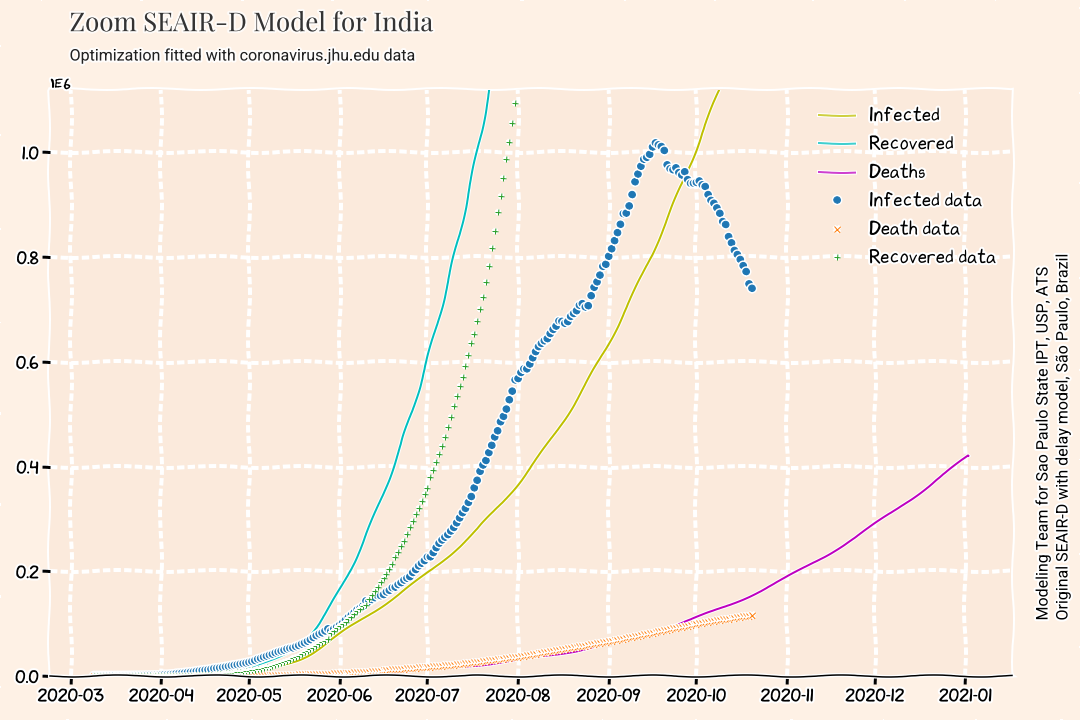 Zoom SEAIR-D Model for India
Optimization fitted with coronavirus.jhu.edu data
1E6
1.0
0.8
0.6
0.4
0.2
0.0
2020-03 2020-04 2020-05 2020-06 2020-07 2020-08 2020-09 2020-10 2020-11 2020-12 2021-01
Infected
Recovered
Deaths
Infected data
Death data
Recovered data
Modeling Team for Sao Paulo State IPT, USP, ATS
Original SEAIR-D with delay model, São Paulo, Brazil